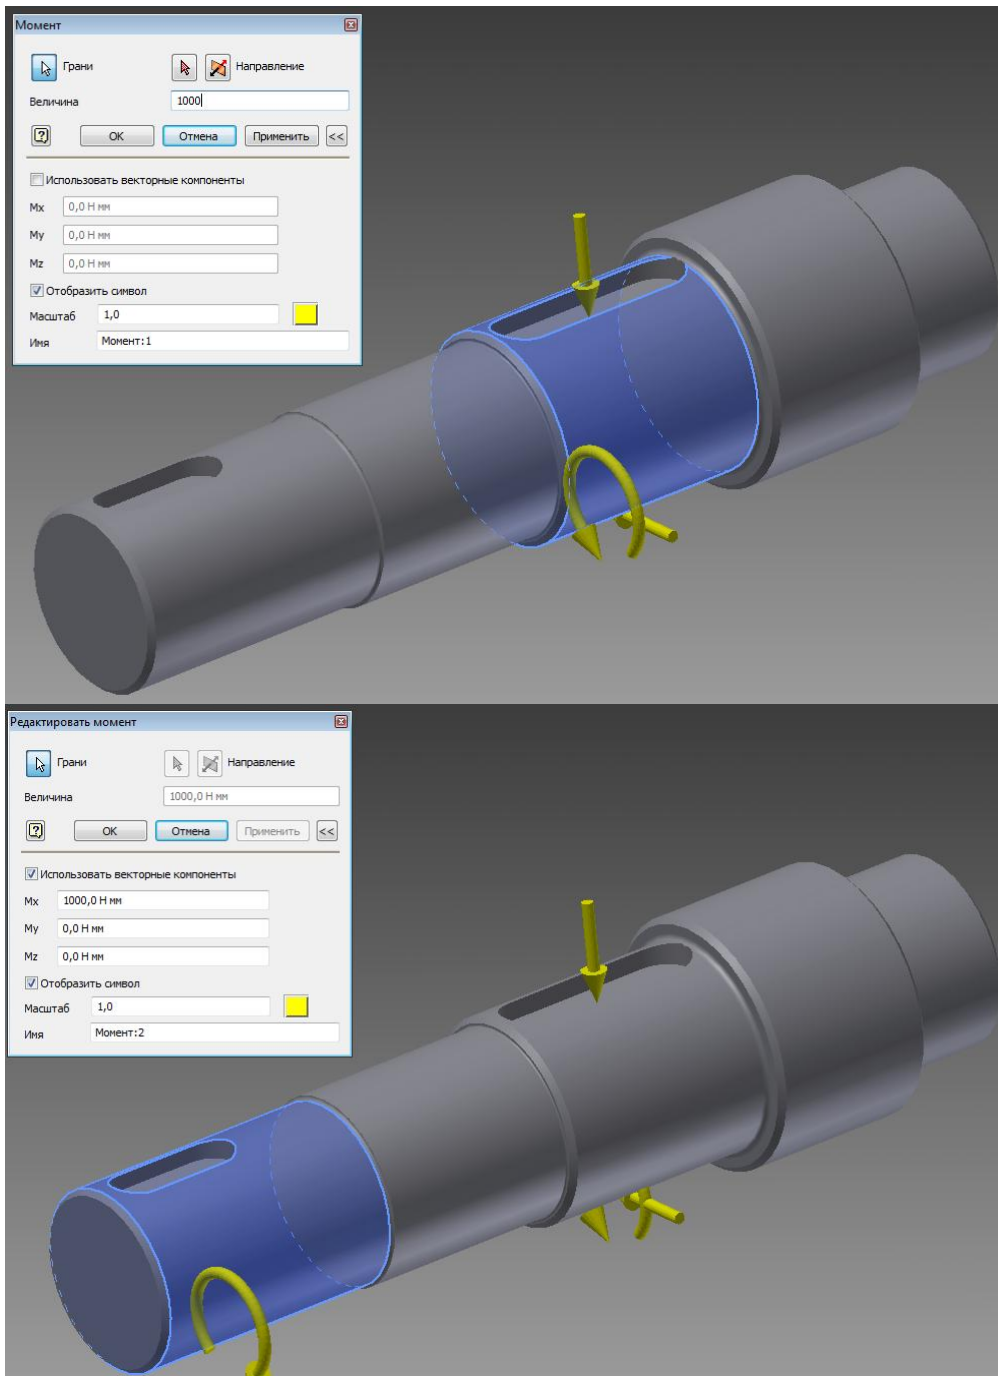 Момент
Грани Направление
Величина 1000
OK Отмена Применить <<
Использовать векторные компоненты
Mx 0,0 Н мм
My 0,0 Н мм
Mz 0,0 Н мм
Отобразить символ
Масштаб 1,0
Имя Момент:1
Редактировать момент
Грани Направление
Величина 1000,0 Н мм
OK Отмена Применить <<
Использовать векторные компоненты
Mx 1000,0 Н мм
My 0,0 Н мм
Mz 0,0 Н мм
Отобразить символ
Масштаб 1,0
Имя Момент:2